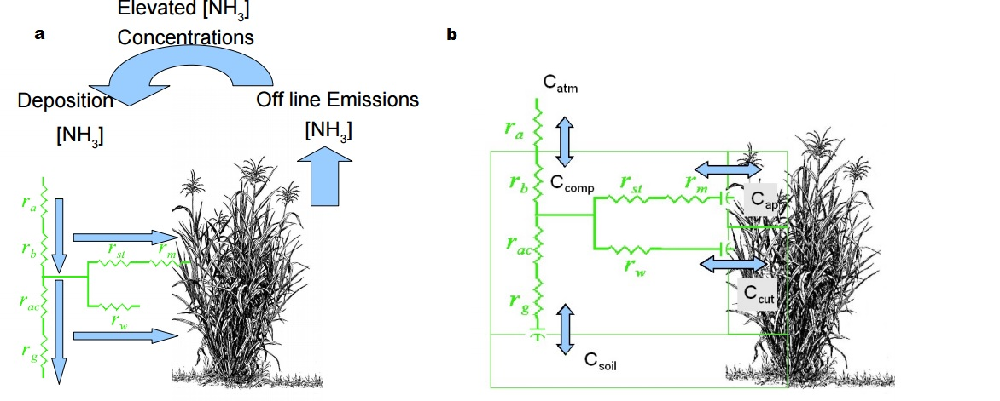 Elevated [NH3]
a
Concentrations
Deposition
Off line Emissions
[NH3]
[NH3]
ra
rb
rst
rm
rac
rw
rg
b
Catm
ra
rb
Ccomp
rst
rm
Cap
rac
rw
rg
Ccut
Csoil